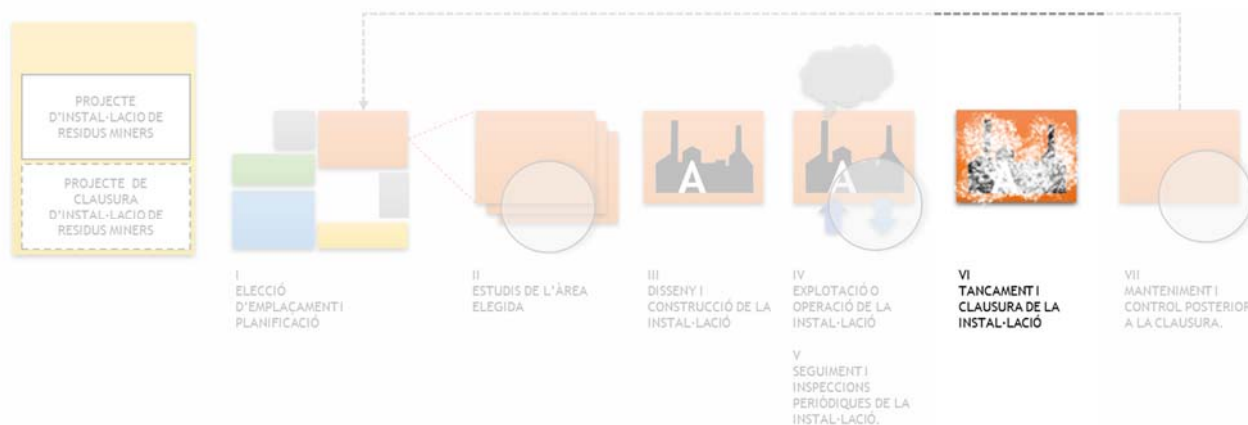 PROJECTE
D'INSTAL·LACIO DE
RESIDUS MINERS
PROJECTE DE
CLAUSURA
D'INSTAL·LACIO DE
RESIDUS MINERS
A
A
A
I
ELECCIÓ
D'EMPLAÇAMENT I
PLANIFICACIÓ
II
ESTUDIS DE L'ÀREA
ELEGIDA
III
DISSENY I
CONSTRUCCIÓ DE LA
INSTAL·LACIÓ
IV
EXPLOTACIÓ O
OPERACIÓ DE LA
INSTAL·LACIÓ
V
SEGUIMENT I
INSPECCIONS
PERIÒDIQUES DE LA
INSTAL·LACIÓ.
VI
TANCAMENT I
CLAUSURA DE LA
INSTAL·LACIÓ
VII
MANTENIMENT I
CONTROL POSTERIOR
A LA CLAUSURA.